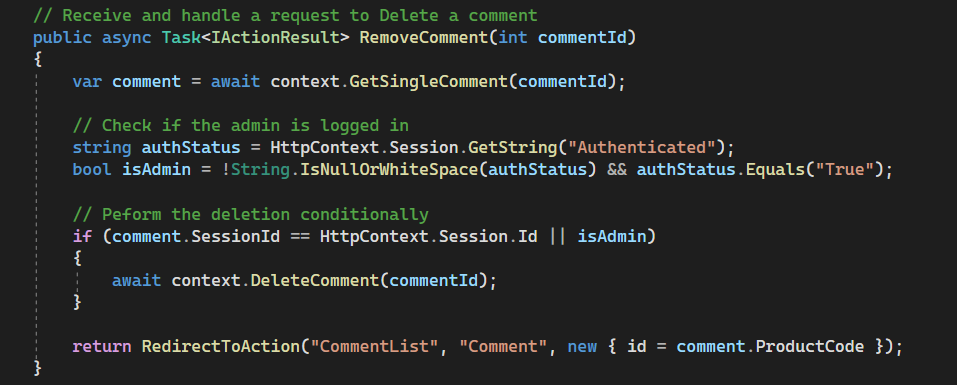 // Receive and handle a request to Delete a comment
public async Task<IActionResult> RemoveComment(int commentId)
{
var comment = await context.GetSingleComment(commentId);
// Check if the admin is logged in
string authStatus = HttpContext.Session.GetString("Authenticated");
bool isAdmin = !String.IsNullOrWhiteSpace(authStatus) && authStatus.Equals("True");
// Peform the deletion conditionally
if (comment.SessionId == HttpContext.Session.Id || isAdmin)
{
await context.DeleteComment(commentId);
}
return RedirectToAction("CommentList", "Comment", new { id = comment.ProductCode });
}